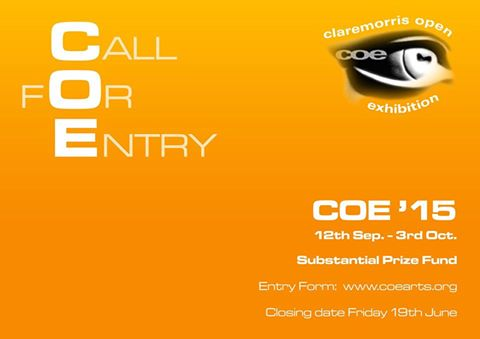 CALL
FOR
ENTRY
claremorris open
coe
exhibition
COE '15
12th Sep. - 3rd Oct.
Substantial Prize Fund
Entry Form: www.coearts.org
Closing date Friday 19th June